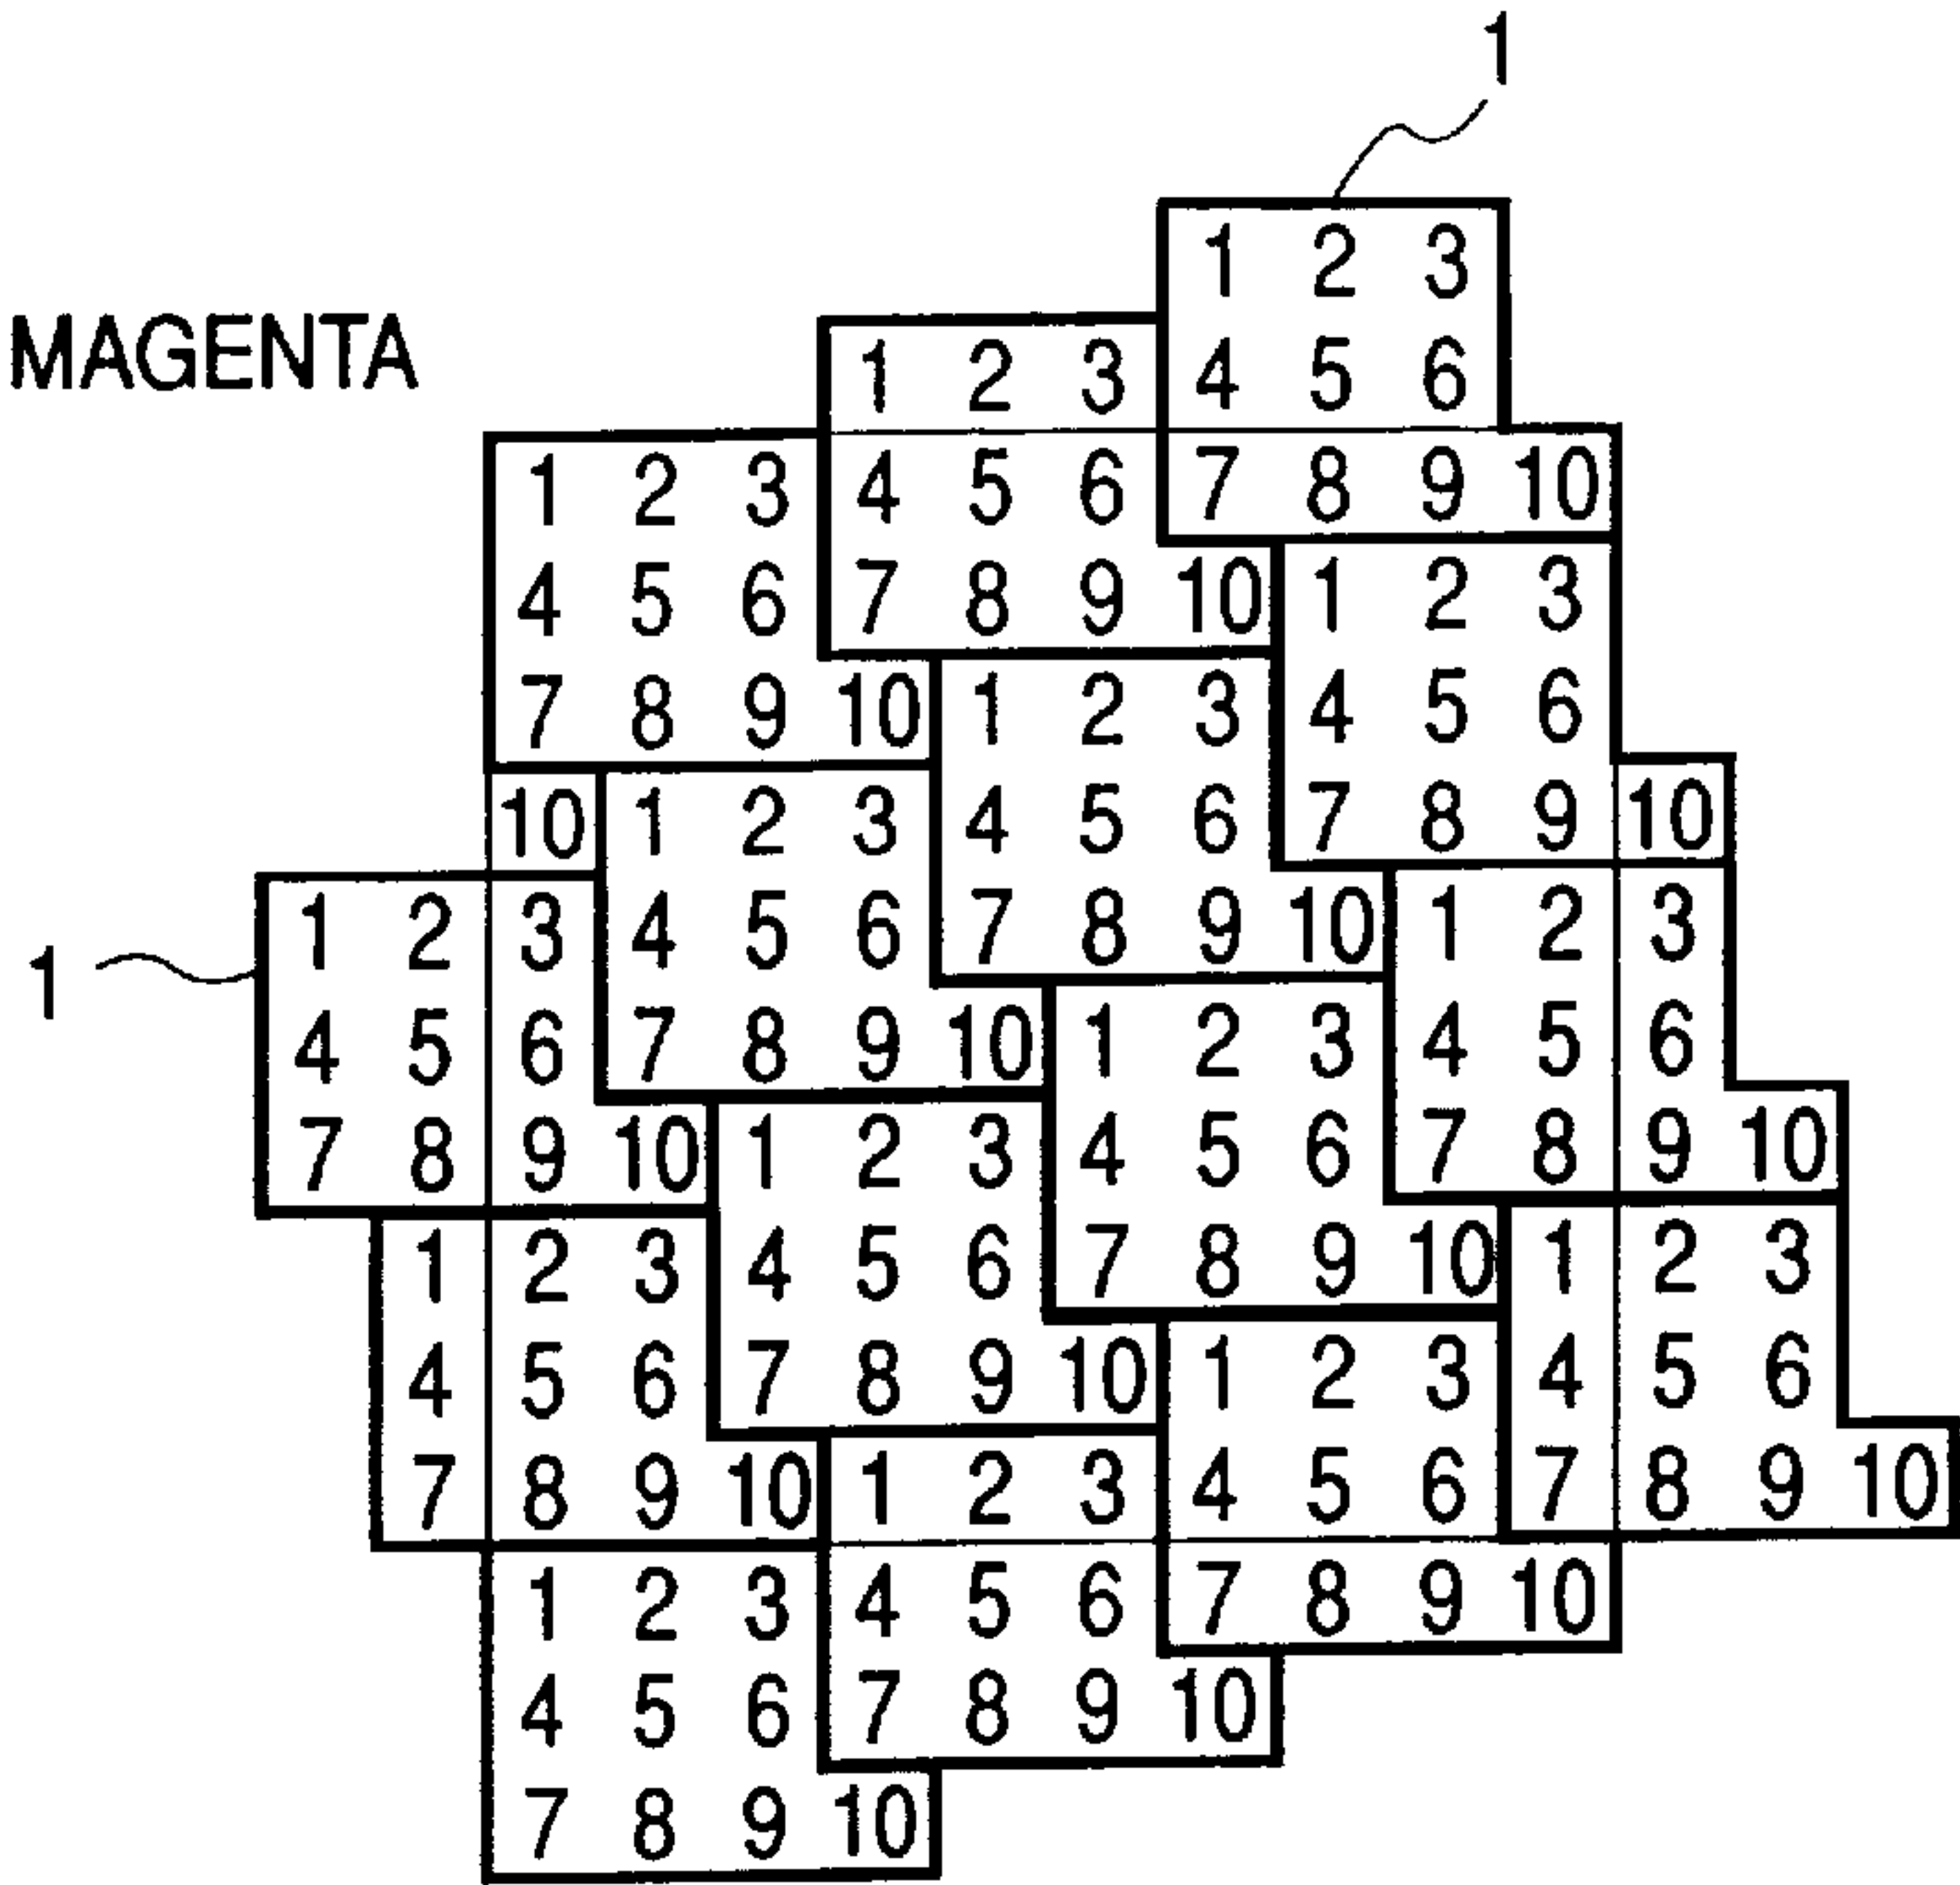 1
1 2 3
MAGENTA
1 2 3 4 5 6
1 2 3 4 5 6 7 8 9 10
4 5 6 7 8 9 10 1 2 3
7 8 9 10 1 2 3 4 5 6
10 1 2 3 4 5 6 7 8 9 10
1 2 3 4 5 6 7 8 9 10 1 2 3
1
4 5 6 7 8 9 10 1 2 3 4 5 6
7 8 9 10 1 2 3 4 5 6 7 8 9 10
1 2 3 4 5 6 7 8 9 10 1 2 3
4 5 6 7 8 9 10 1 2 3 4 5 6
7 8 9 10 1 2 3 4 5 6 7 8 9 10
1 2 3 4 5 6 7 8 9 10
4 5 6 7 8 9 10
7 8 9 10